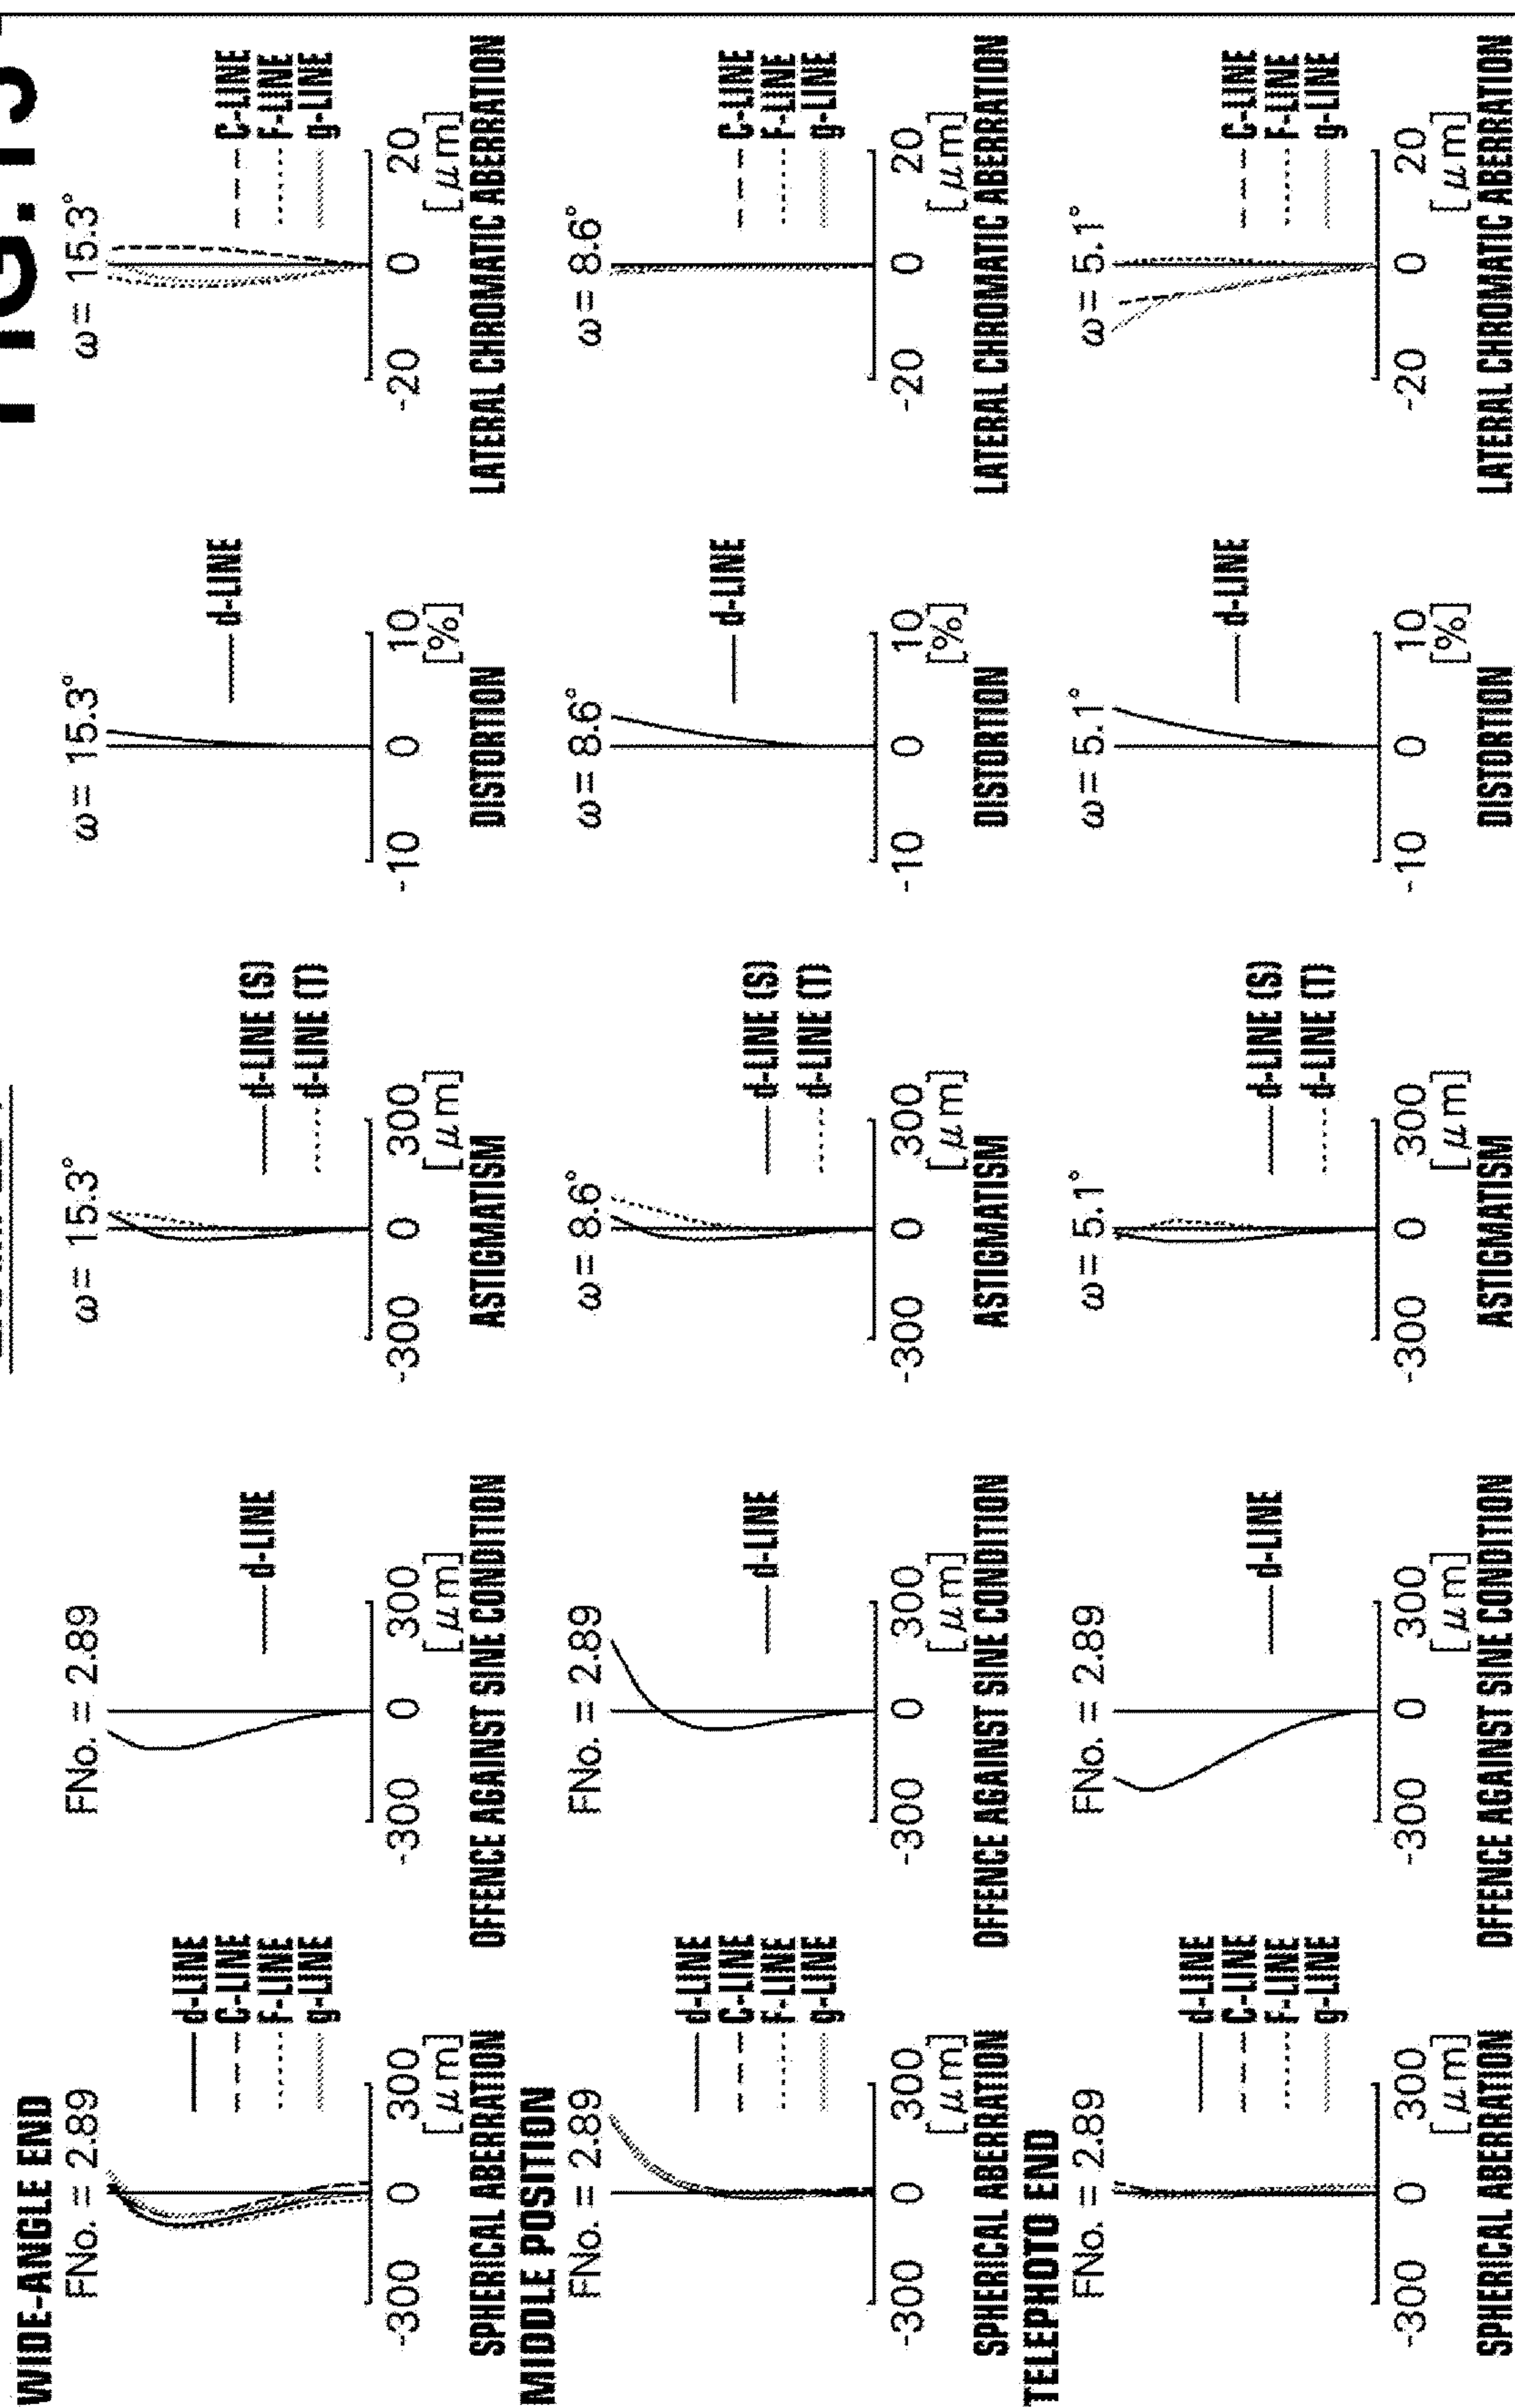 WIDE-ANGLE END
FNo. = 2.89
d-LINE
C-LINE
F-LINE
g-LINE
-300 0 300
[μm]
SPHERICAL ABERRATION
FNo. = 2.89
d-LINE
-300 0 300
[μm]
OFFENCE AGAINST SINE CONDITION
ω= 15.3°
d-LINE (S)
d-LINE (T)
-300 0 300
[μm]
ASTIGMATISM
ω= 15.3°
d-LINE
-10 0 10
[%]
DISTORTION
ω= 15.3°
C-LINE
F-LINE
g-LINE
-20 0 20
[μm]
LATERAL CHROMATIC ABERRATION
MIDDLE POSITION
FNo. = 2.89
d-LINE
C-LINE
F-LINE
g-LINE
-300 0 300
[μm]
SPHERICAL ABERRATION
FNo. = 2.89
d-LINE
-300 0 300
[μm]
OFFENCE AGAINST SINE CONDITION
ω= 8.6°
d-LINE (S)
d-LINE (T)
-300 0 300
[μm]
ASTIGMATISM
ω= 8.6°
d-LINE
-10 0 10
[%]
DISTORTION
ω= 8.6°
C-LINE
F-LINE
g-LINE
-20 0 20
[μm]
LATERAL CHROMATIC ABERRATION
TELEPHOTO END
FNo. = 2.89
d-LINE
C-LINE
F-LINE
g-LINE
-300 0 300
[μm]
SPHERICAL ABERRATION
FNo. = 2.89
d-LINE
-300 0 300
[μm]
OFFENCE AGAINST SINE CONDITION
ω= 5.1°
d-LINE (S)
d-LINE (T)
-300 0 300
[μm]
ASTIGMATISM
ω= 5.1°
d-LINE
-10 0 10
[%]
DISTORTION
ω= 5.1°
C-LINE
F-LINE
g-LINE
-20 0 20
[μm]
LATERAL CHROMATIC ABERRATION